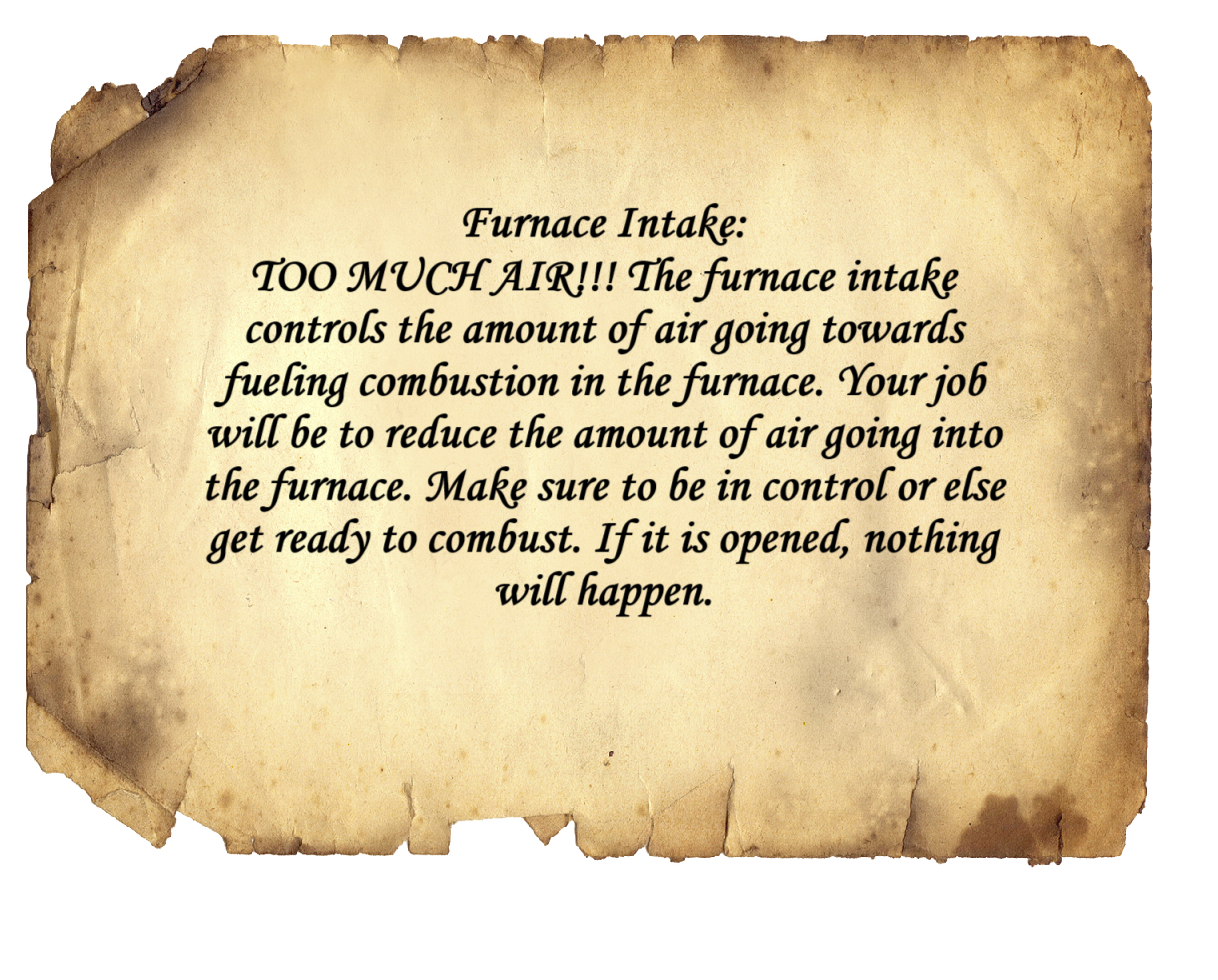 Furnace Intake:
TOO MUCH AIR!!! The furnace intake
controls the amount of air going towards
fueling combustion in the furnace. Your job
will be to reduce the amount of air going into
the furnace. Make sure to be in control or else
get ready to combust. If it is opened, nothing
will happen.